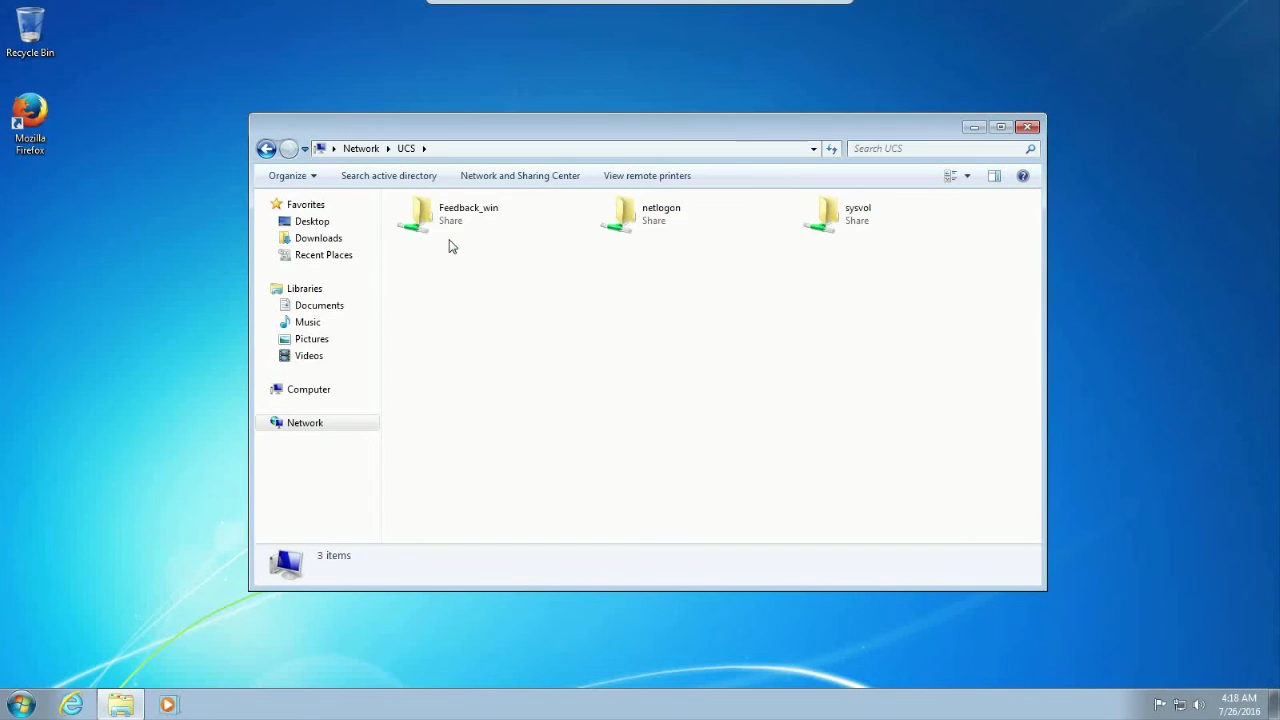 Recycle Bin
Mozilla
Firefox
Network
UCS
Search UCS
Organize
Search active directory
Network and Sharing Center
View remote printers
Favorites
Desktop
Downloads
Recent Places
Libraries
Documents
Music
Pictures
Videos
Computer
Network
Feedback_win
Share
netlogon
Share
sysvol
Share
3 items
4:18 AM
7/26/2016